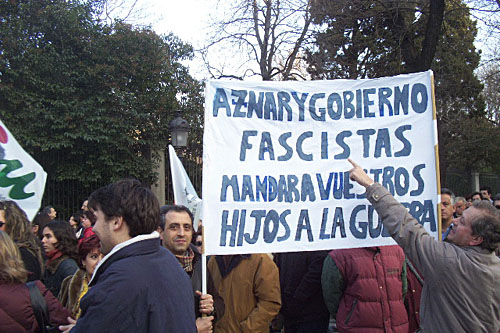 AZNAR Y GOBIERNO
FASCISTAS
MANDARA VUESTROS
HIJOS A LA GUERRA